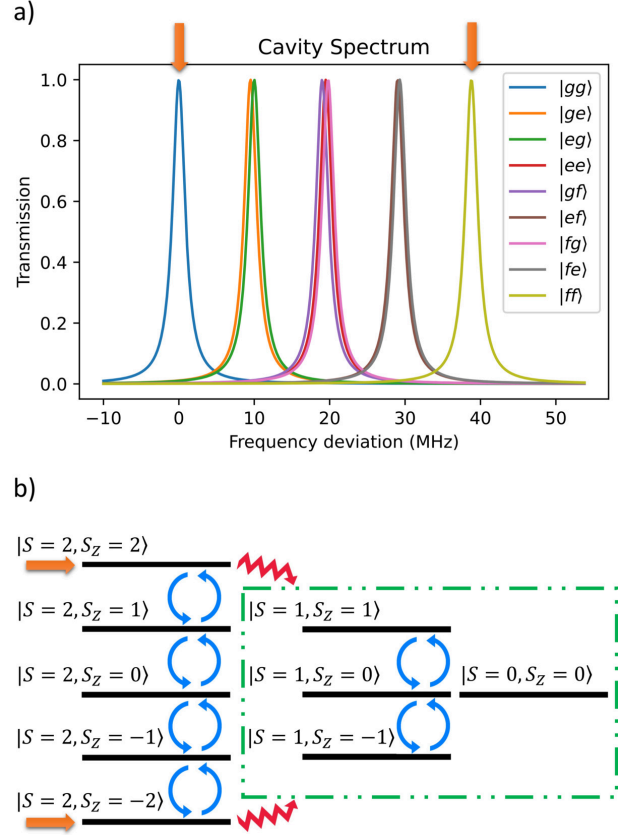 a)
Cavity Spectrum
Transmission
1.0
0.8
0.6
0.4
0.2
0.0
|gg⟩
|ge⟩
|eg⟩
|ee⟩
|gf⟩
|ef⟩
|fg⟩
|fe⟩
|ff⟩
−10 0 10 20 30 40 50
Frequency deviation (MHz)
b)
|S = 2, S_Z = 2⟩
|S = 2, S_Z = 1⟩ |S = 1, S_Z = 1⟩
|S = 2, S_Z = 0⟩ |S = 1, S_Z = 0⟩ |S = 0, S_Z = 0⟩
|S = 2, S_Z = −1⟩ |S = 1, S_Z = −1⟩
|S = 2, S_Z = −2⟩